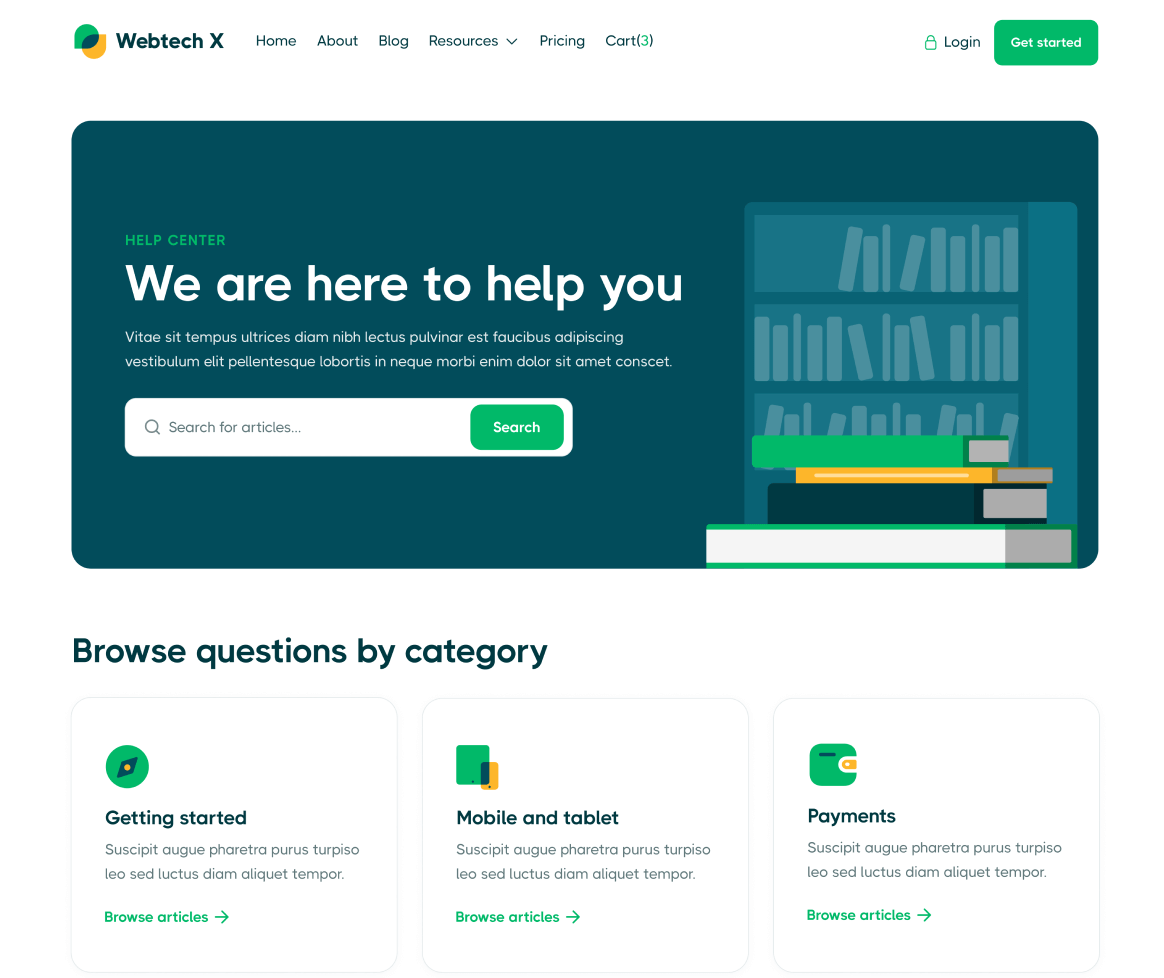 Webtech X
Home
About
Blog
Resources
Pricing
Cart(3)
Login
Get started
HELP CENTER
We are here to help you
Vitae sit tempus ultrices diam nibh lectus pulvinar est faucibus adipiscing
vestibulum elit pellentesque lobortis in neque morbi enim dolor sit amet conscet.
Search for articles...
Search
Browse questions by category
Getting started
Suscipit augue pharetra purus turpiso
leo sed luctus diam aliquet tempor.
Browse articles
Mobile and tablet
Suscipit augue pharetra purus turpiso
leo sed luctus diam aliquet tempor.
Browse articles
Payments
Suscipit augue pharetra purus turpiso
leo sed luctus diam aliquet tempor.
Browse articles